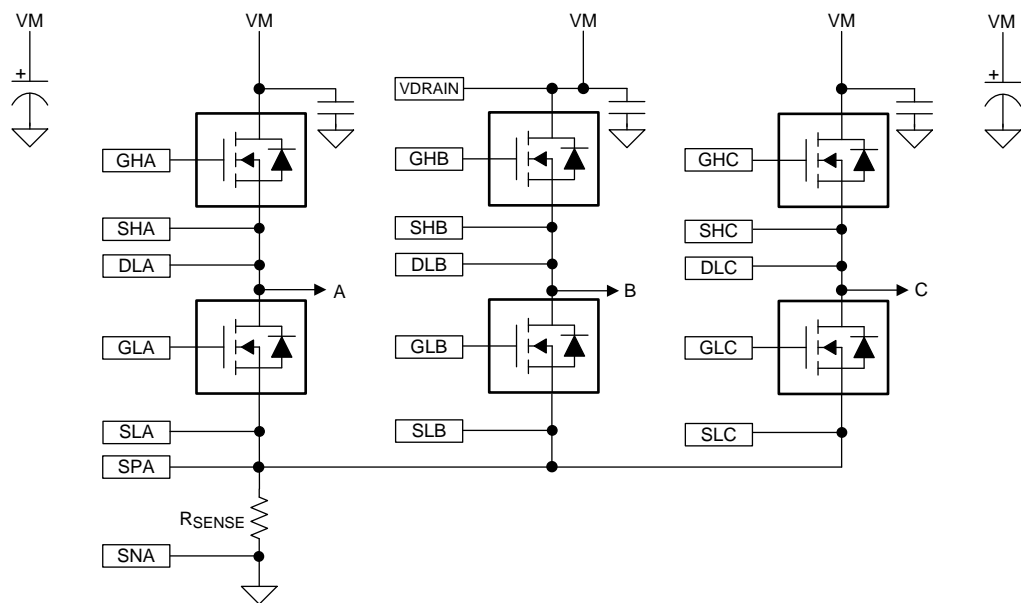 VM
VM
VM
VM
VM
+
+
VDRAIN
GHA
GHB
GHC
SHA
SHB
SHC
DLA
DLB
DLC
A
B
C
GLA
GLB
GLC
SLA
SLB
SLC
SPA
RSENSE
SNA